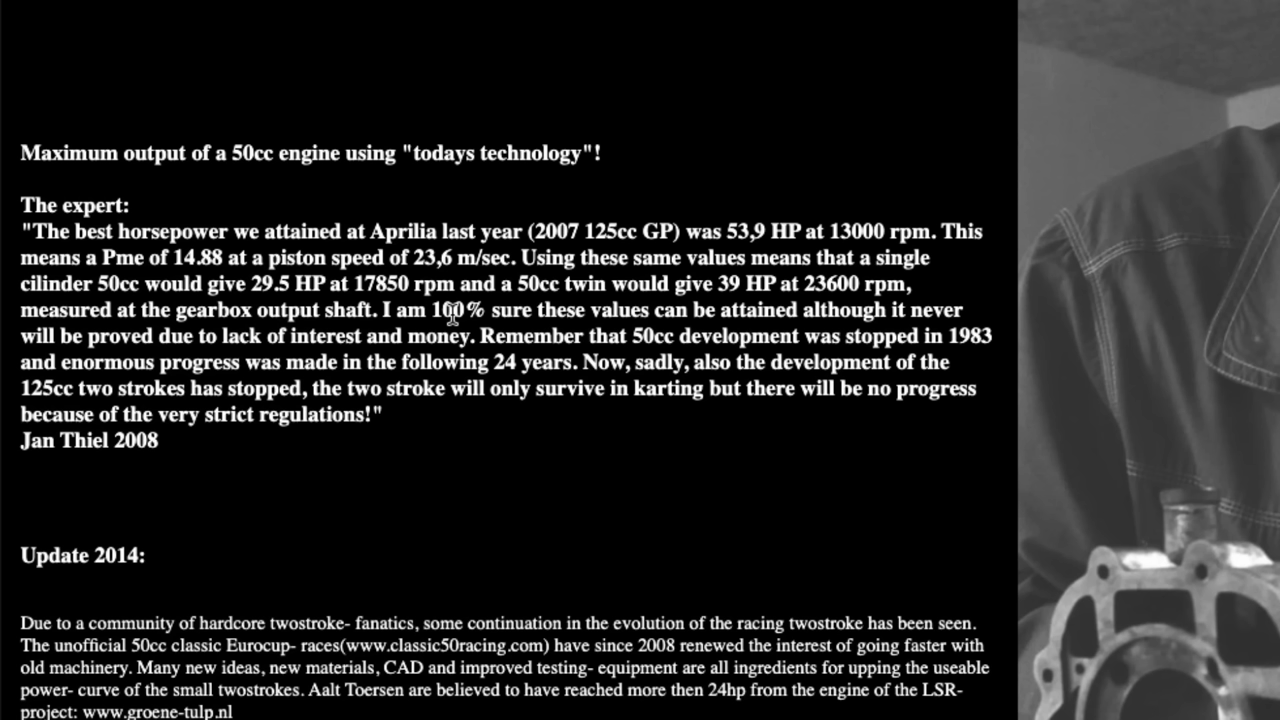 Maximum output of a 50cc engine using "todays technology"!
The expert:
"The best horsepower we attained at Aprilia last year (2007 125cc GP) was 53,9 HP at 13000 rpm. This
means a Pme of 14.88 at a piston speed of 23,6 m/sec. Using these same values means that a single
cilinder 50cc would give 29.5 HP at 17850 rpm and a 50cc twin would give 39 HP at 23600 rpm,
measured at the gearbox output shaft. I am 100% sure these values can be attained although it never
will be proved due to lack of interest and money. Remember that 50cc development was stopped in 1983
and enormous progress was made in the following 24 years. Now, sadly, also the development of the
125cc two strokes has stopped, the two stroke will only survive in karting but there will be no progress
because of the very strict regulations!"
Jan Thiel 2008
Update 2014:
Due to a community of hardcore twostroke- fanatics, some continuation in the evolution of the racing twostroke has been seen.
The unofficial 50cc classic Eurocup- races(www.classic50racing.com) have since 2008 renewed the interest of going faster with
old machinery. Many new ideas, new materials, CAD and improved testing- equipment are all ingredients for upping the useable
power- curve of the small twostrokes. Aalt Toersen are believed to have reached more then 24hp from the engine of the LSR-
project: www.groene-tulp.nl